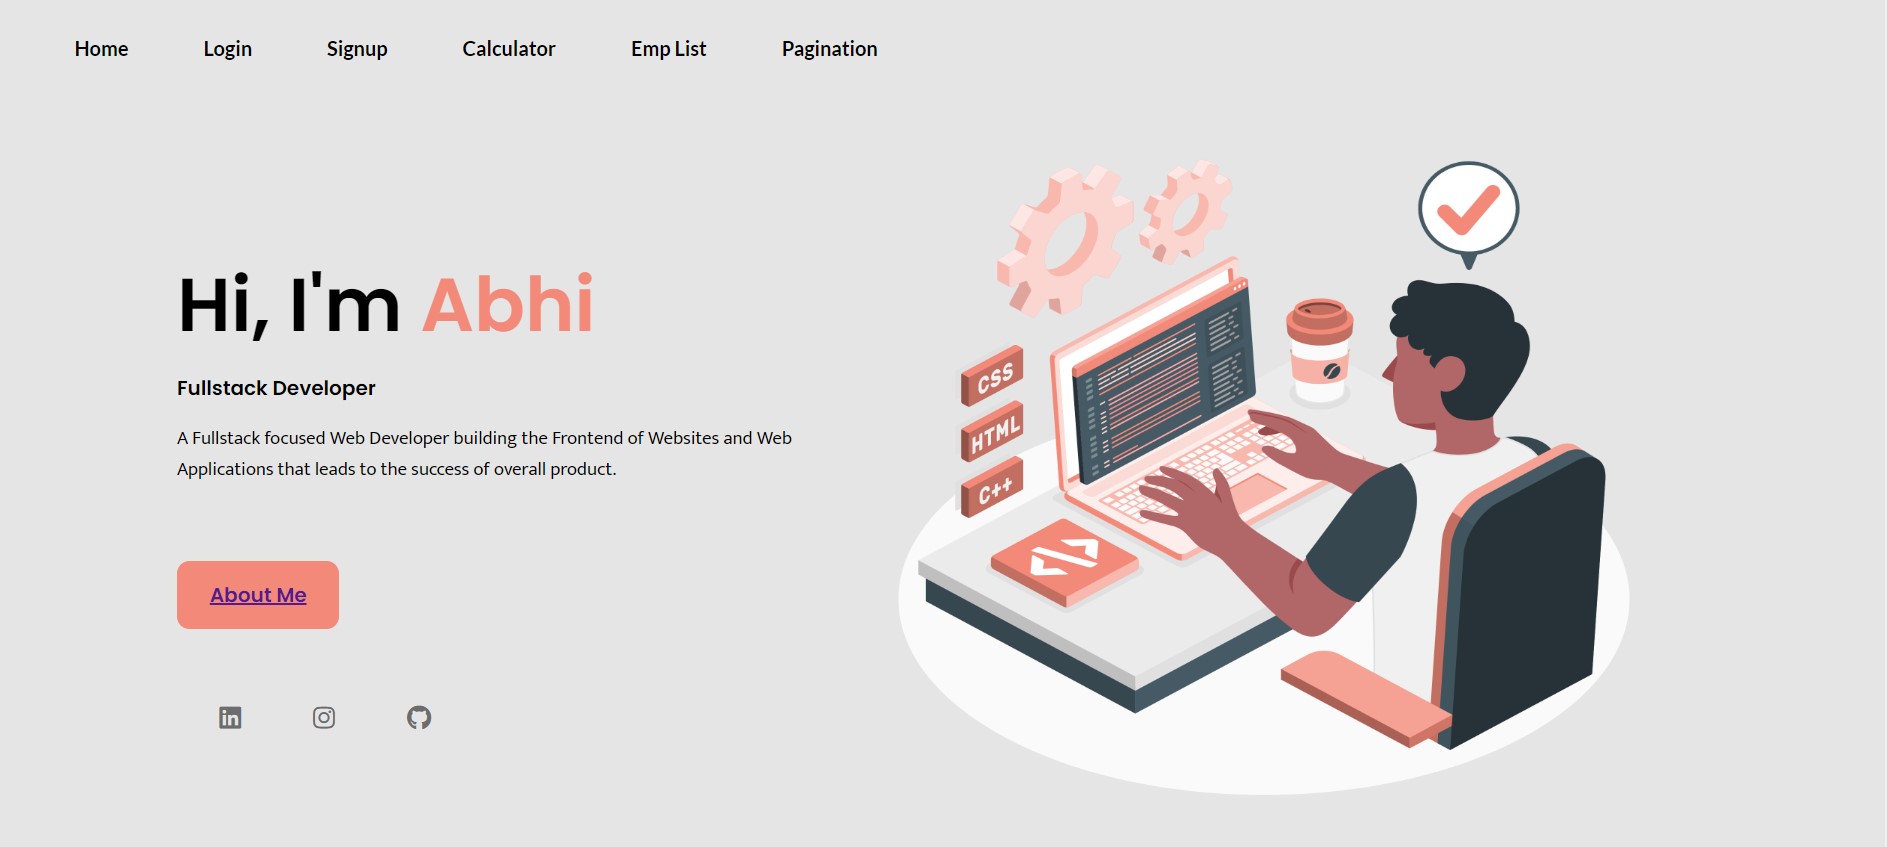 Home Login Signup Calculator Emp List Pagination
Hi, I'm Abhi
Fullstack Developer
A Fullstack focused Web Developer building the Frontend of Websites and Web
Applications that leads to the success of overall product.
About Me
in
CSS
HTML
C++
</>